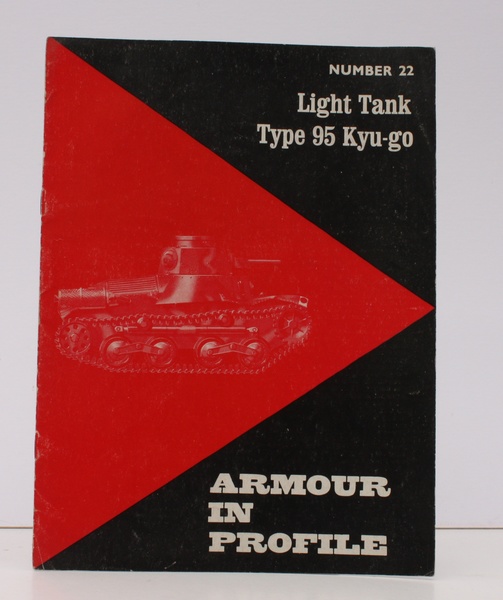 NUMBER 22
Light Tank
Type 95 Kyu-go
ARMOUR
IN
PROFILE